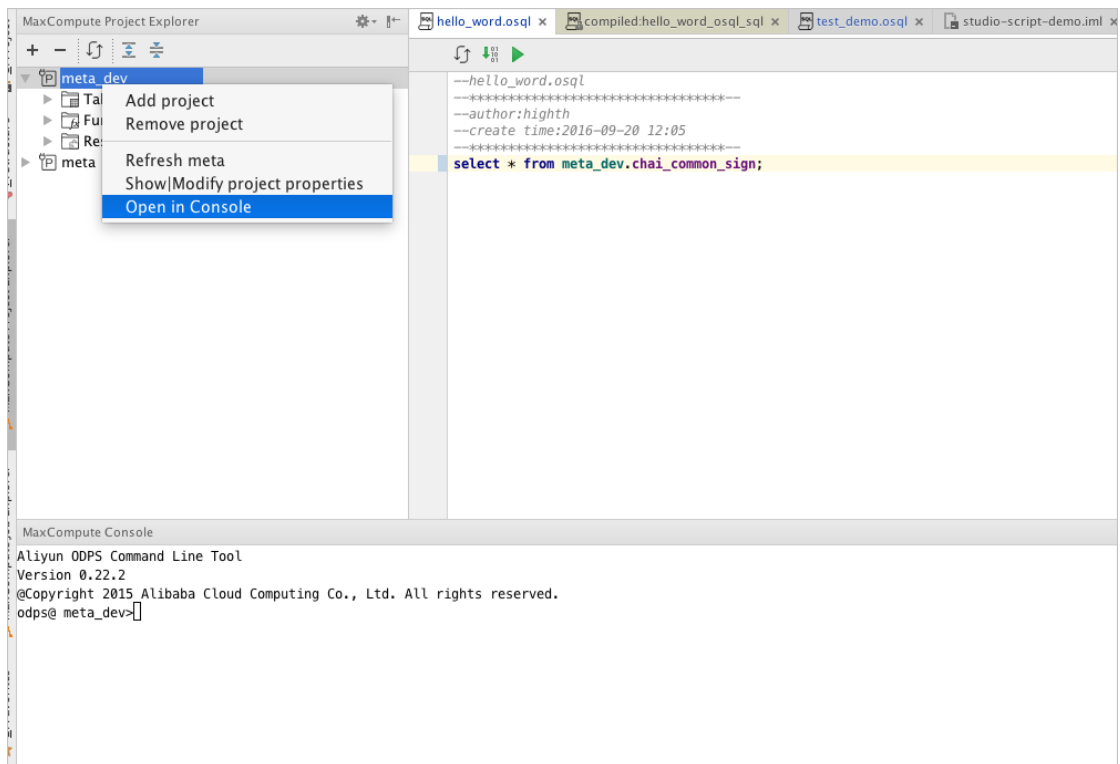 MaxCompute Project Explorer
meta_dev
Tal
Fu
Re
meta
Add project
Remove project
Refresh meta
Show|Modify project properties
Open in Console
hello_word.osql
compiled:hello_word_osql_sql
test_demo.osql
studio-script-demo.iml
--hello_word.osql
--*********************************--
--author:highth
--create time:2016-09-20 12:05
--*********************************--
select * from meta_dev.chai_common_sign;
MaxCompute Console
Aliyun ODPS Command Line Tool
Version 0.22.2
@Copyright 2015 Alibaba Cloud Computing Co., Ltd. All rights reserved.
odps@ meta_dev>